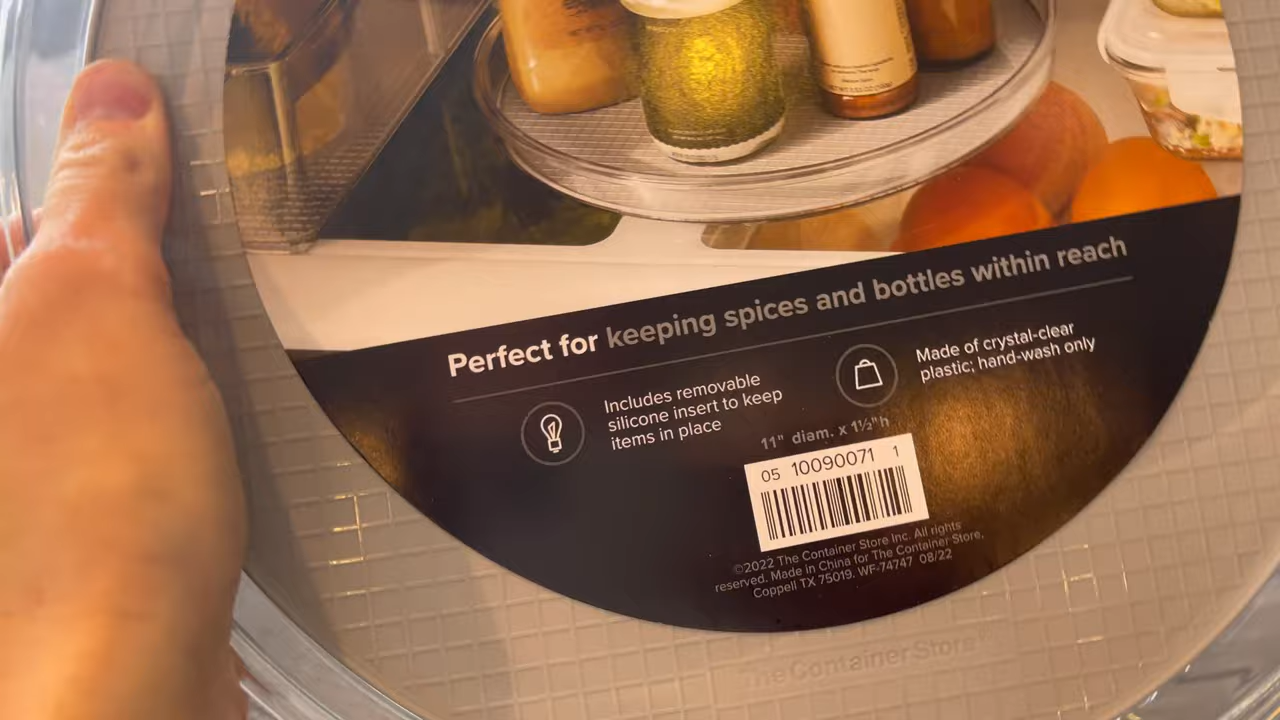 Perfect for keeping spices and bottles within reach
Includes removable
silicone insert to keep
items in place
Made of crystal-clear
plastic; hand-wash only
11" diam. x 1½"h
05 10090071 1
©2022 The Container Store Inc. All rights
reserved. Made in China for The Container Store,
Coppell TX 75019. WF-74747 08/22
The Container Store